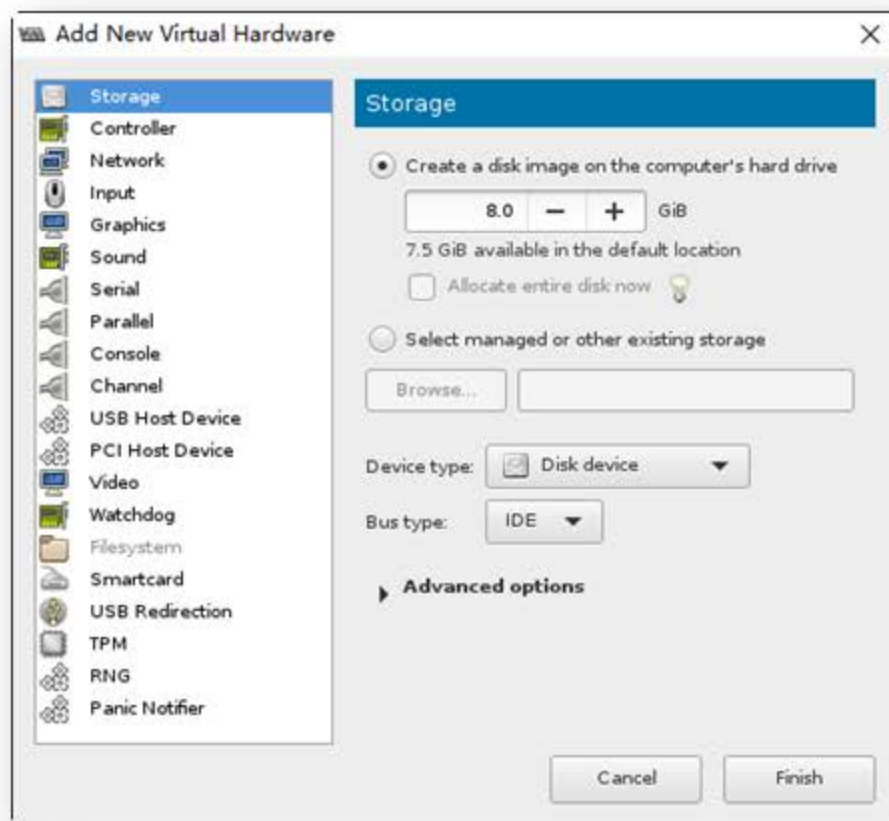 Add New Virtual Hardware
Storage
Controller
Network
Input
Graphics
Sound
Serial
Parallel
Console
Channel
USB Host Device
PCI Host Device
Video
Watchdog
Filesystem
Smartcard
USB Redirection
TPM
RNG
Panic Notifier
Storage
Create a disk image on the computer's hard drive
8.0 − + GiB
7.5 GiB available in the default location
Allocate entire disk now
Select managed or other existing storage
Browse...
Device type: Disk device
Bus type: IDE
Advanced options
Cancel Finish